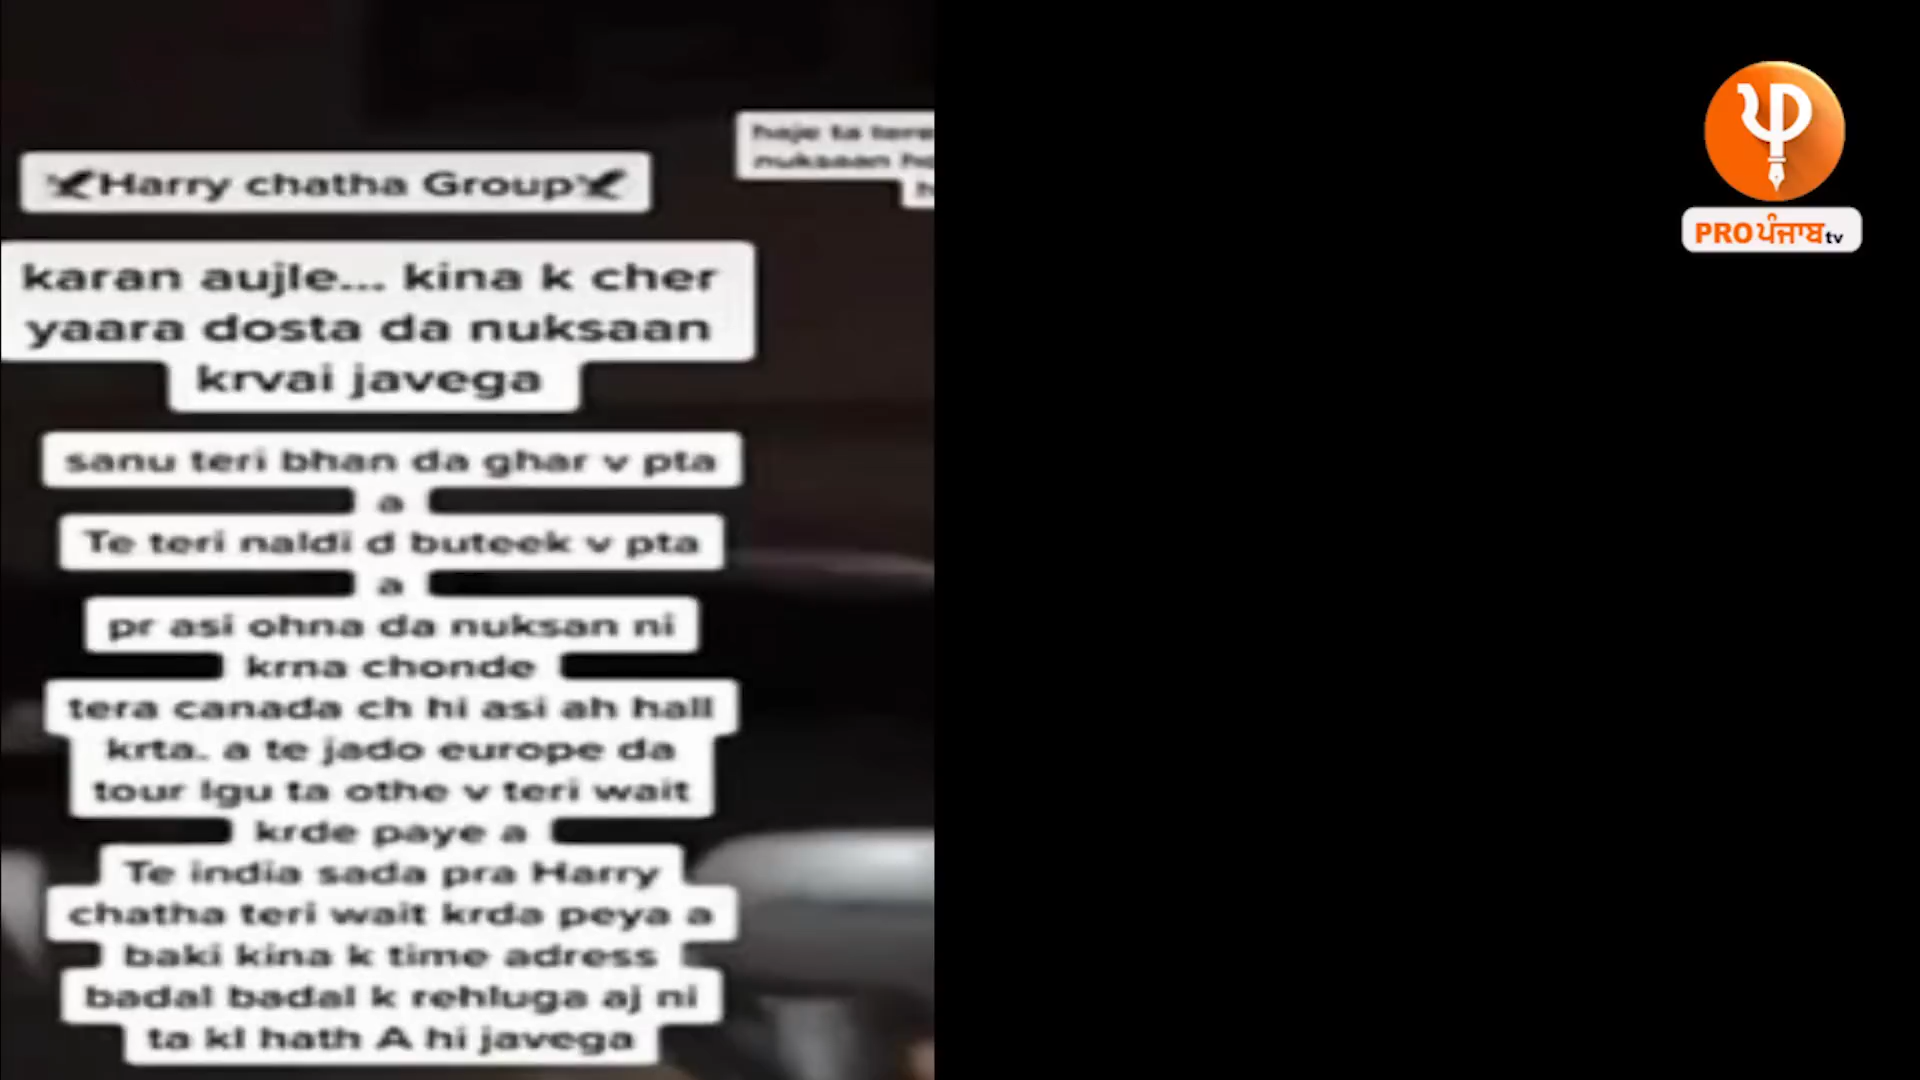 Harry chatha Group
karan aujle... kina k cher
yaara dosta da nuksaan
krvai javega
sanu teri bhan da ghar v pta
a
Te teri naldi d buteek v pta
a
pr asi ohna da nuksan ni
krna chonde
tera canada ch hi asi ah hall
krta. a te jado europe da
tour lgu ta othe v teri wait
krde paye a
Te india sada pra Harry
chatha teri wait krda peya a
baki kina k time adress
badal badal k rehluga aj ni
ta kl hath A hi javega
haje ta tere
nuksaan
PRO ਪੰਜਾਬ tv